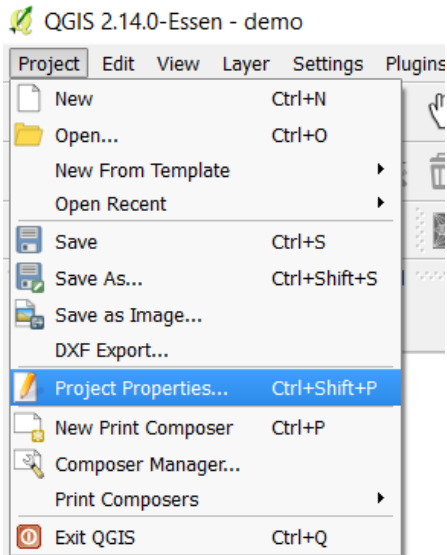 QGIS 2.14.0-Essen - demo
Project Edit View Layer Settings Plugins
New Ctrl+N
Open... Ctrl+O
New From Template
Open Recent
Save Ctrl+S
Save As... Ctrl+Shift+S
Save as Image...
DXF Export...
Project Properties... Ctrl+Shift+P
New Print Composer Ctrl+P
Composer Manager...
Print Composers
Exit QGIS Ctrl+Q